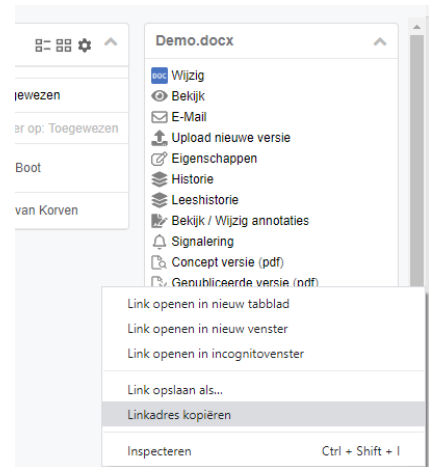 Demo.docx
jewezen
er op: Toegewezen
Boot
van Korven
DOC Wijzig
Bekijk
E-Mail
Upload nieuwe versie
Eigenschappen
Historie
Leeshistorie
Bekijk / Wijzig annotaties
Signalering
Concept versie (pdf)
Gepubliceerde versie (pdf)
Link openen in nieuw tabblad
Link openen in nieuw venster
Link openen in incognitovenster
Link opslaan als...
Linkadres kopiëren
Inspecteren Ctrl + Shift + I